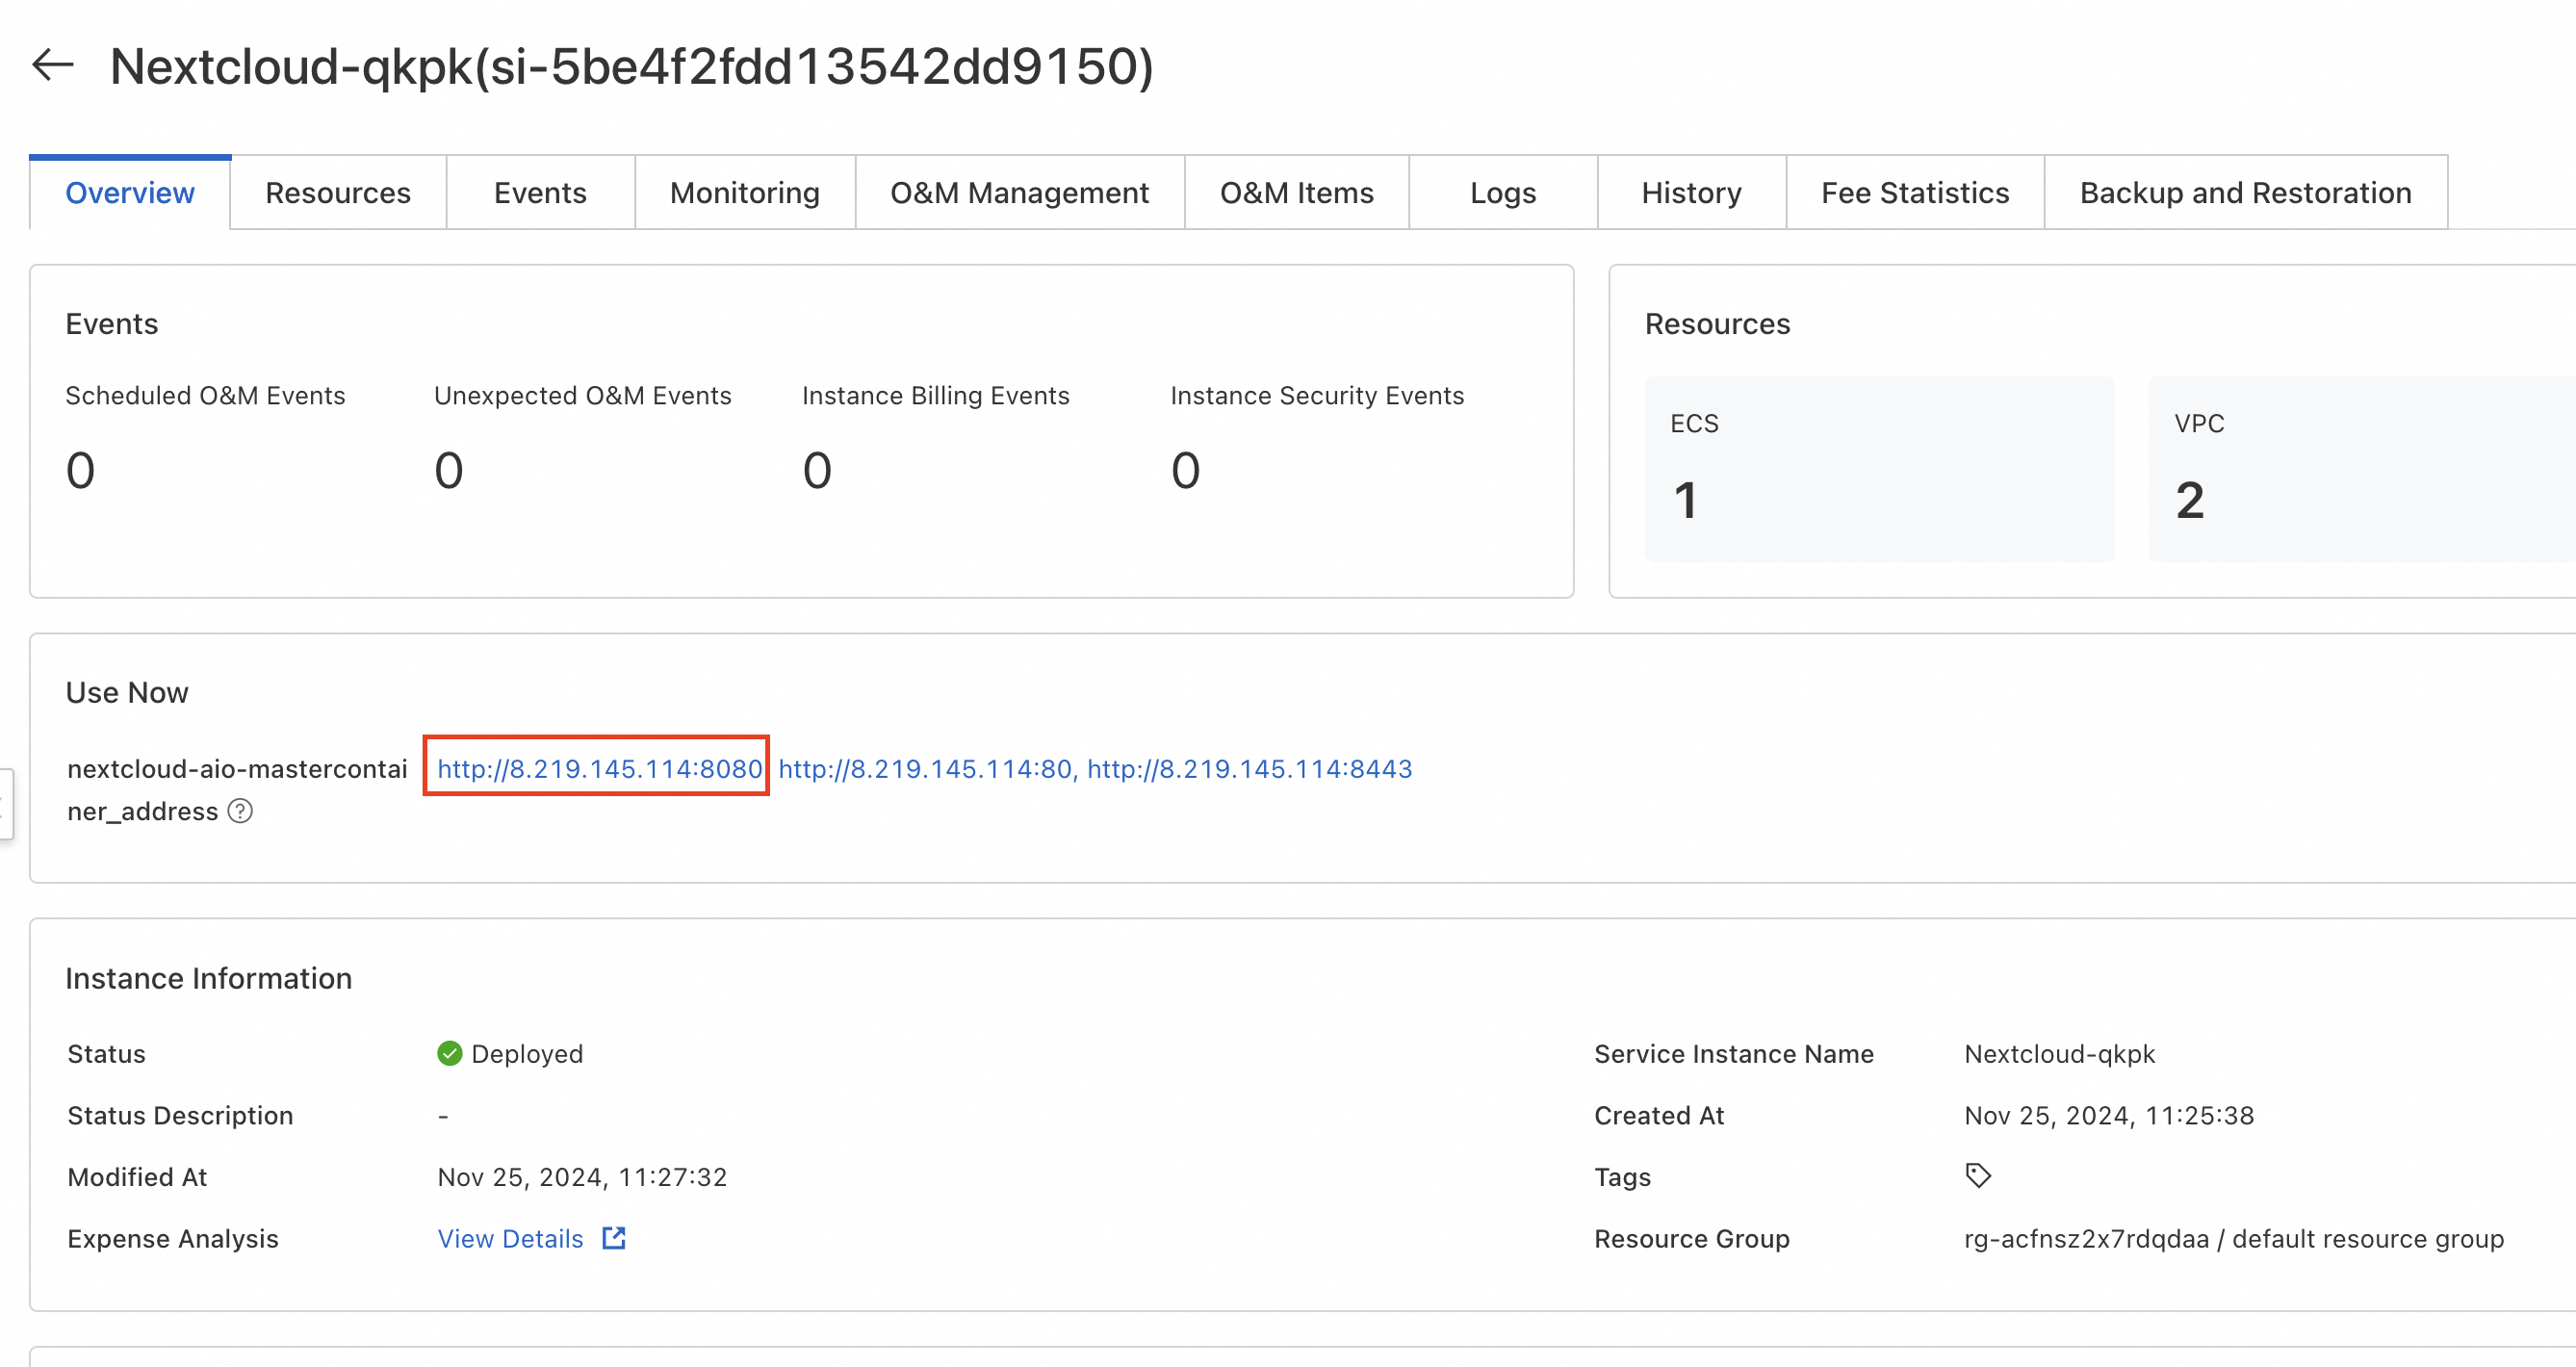 Nextcloud-qkpk(si-5be4f2fdd13542dd9150)
Overview Resources Events Monitoring O&M Management O&M Items Logs History Fee Statistics Backup and Restoration
Events
Scheduled O&M Events Unexpected O&M Events Instance Billing Events Instance Security Events
0 0 0 0
Resources
ECS VPC
1 2
Use Now
nextcloud-aio-mastercontai http://8.219.145.114:8080 http://8.219.145.114:80, http://8.219.145.114:8443
ner_address ?
Instance Information
Status Deployed Service Instance Name Nextcloud-qkpk
Status Description - Created At Nov 25, 2024, 11:25:38
Modified At Nov 25, 2024, 11:27:32 Tags
Expense Analysis View Details Resource Group rg-acfnsz2x7rdqdaa / default resource group